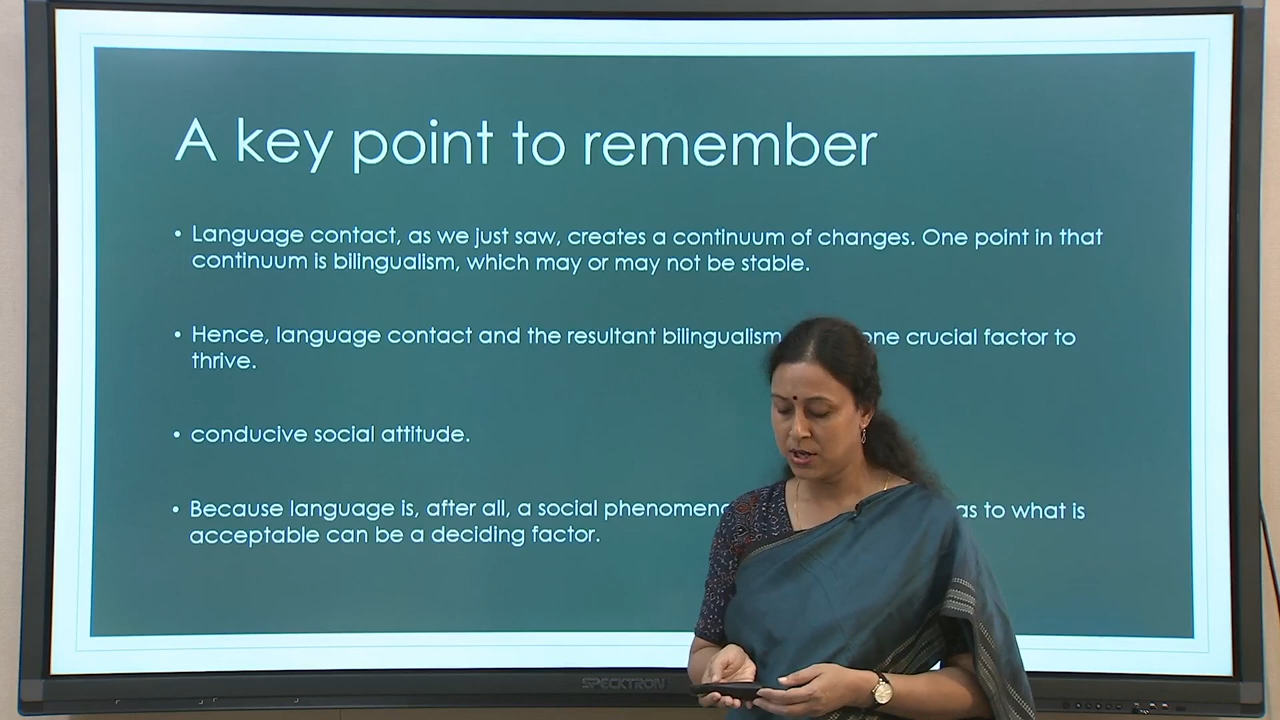 A key point to remember
• Language contact, as we just saw, creates a continuum of changes. One point in that
continuum is bilingualism, which may or may not be stable.
• Hence, language contact and the resultant bilingualism one crucial factor to
thrive.
• conducive social attitude.
• Because language is, after all, a social as to what is
acceptable can be a deciding factor.
SPECKTRON